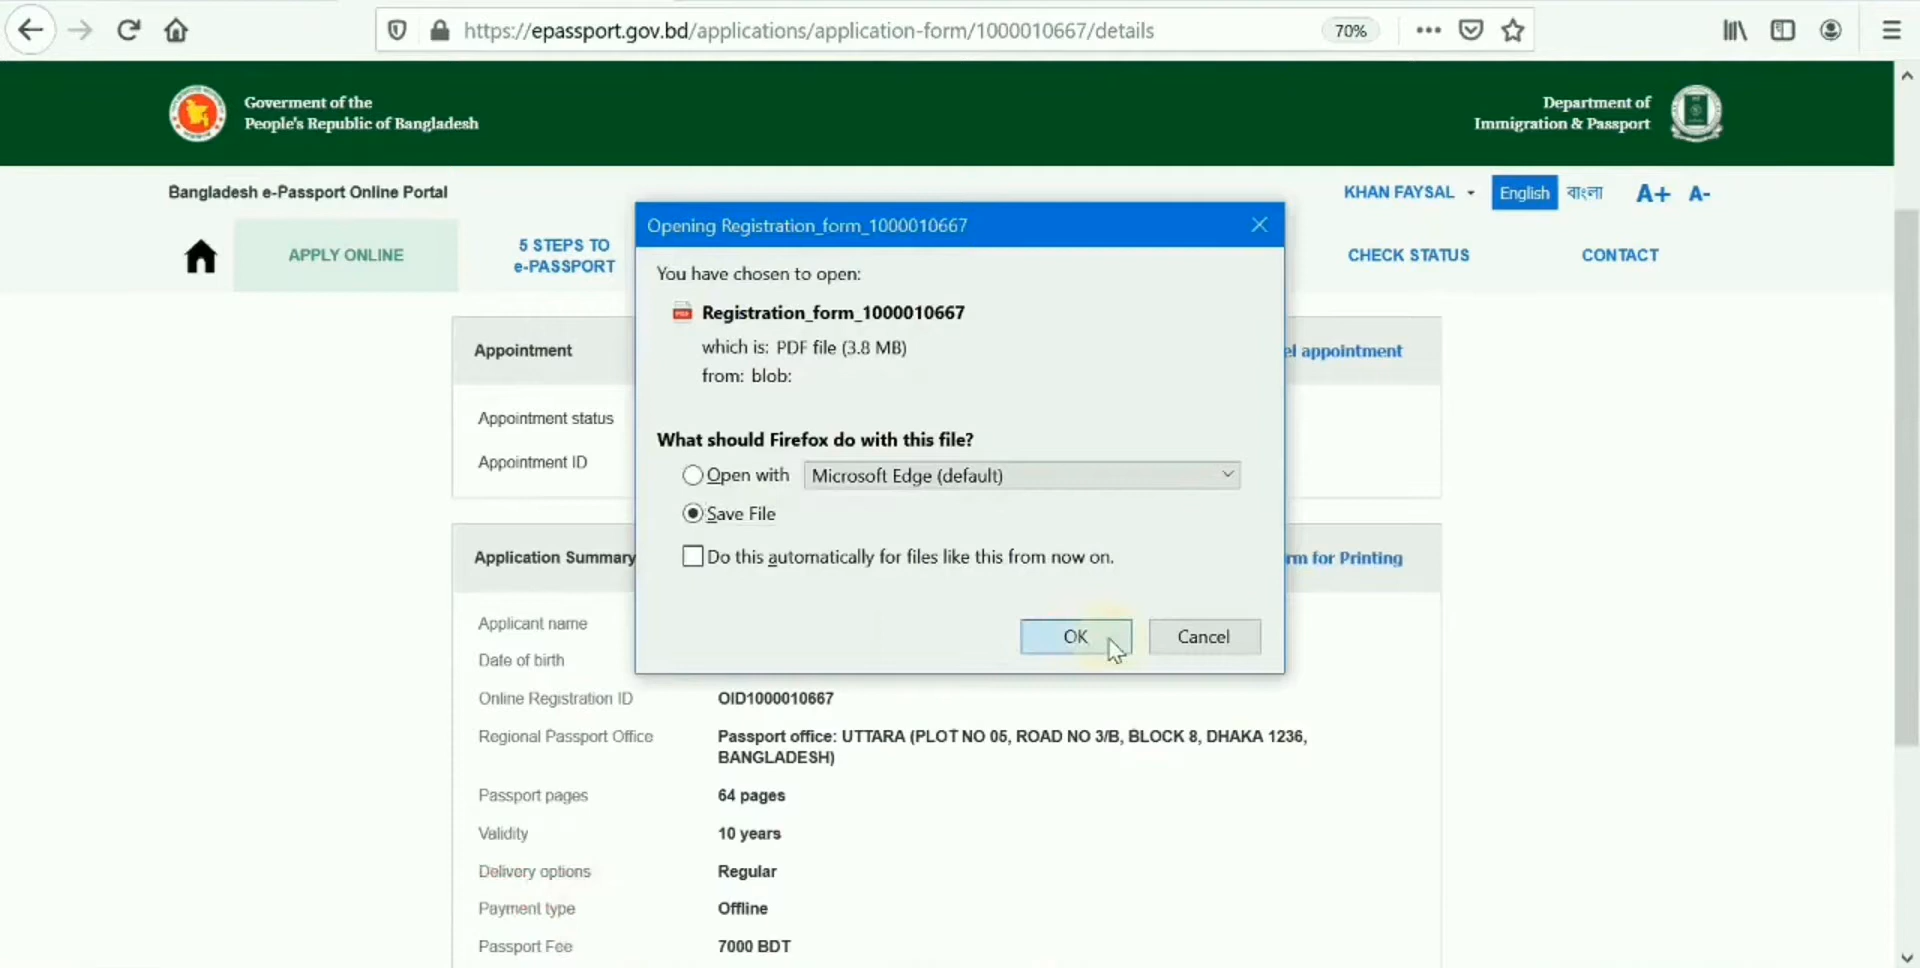 https://epassport.gov.bd/applications/application-form/1000010667/details
70%
Goverment of the
People's Republic of Bangladesh
Department of
Immigration & Passport
Bangladesh e-Passport Online Portal
KHAN FAYSAL
English
বাংলা
A+
A-
APPLY ONLINE
5 STEPS TO
e-PASSPORT
CHECK STATUS
CONTACT
Opening Registration_form_1000010667
You have chosen to open:
Registration_form_1000010667
which is: PDF file (3.8 MB)
from: blob:
What should Firefox do with this file?
Open with
Microsoft Edge (default)
Save File
Do this automatically for files like this from now on.
OK
Cancel
Appointment
appointment
Appointment status
Appointment ID
Application Summary
for Printing
Applicant name
Date of birth
Online Registration ID
OID1000010667
Regional Passport Office
Passport office: UTTARA (PLOT NO 05, ROAD NO 3/B, BLOCK 8, DHAKA 1236,
BANGLADESH)
Passport pages
64 pages
Validity
10 years
Delivery options
Regular
Payment type
Offline
Passport Fee
7000 BDT